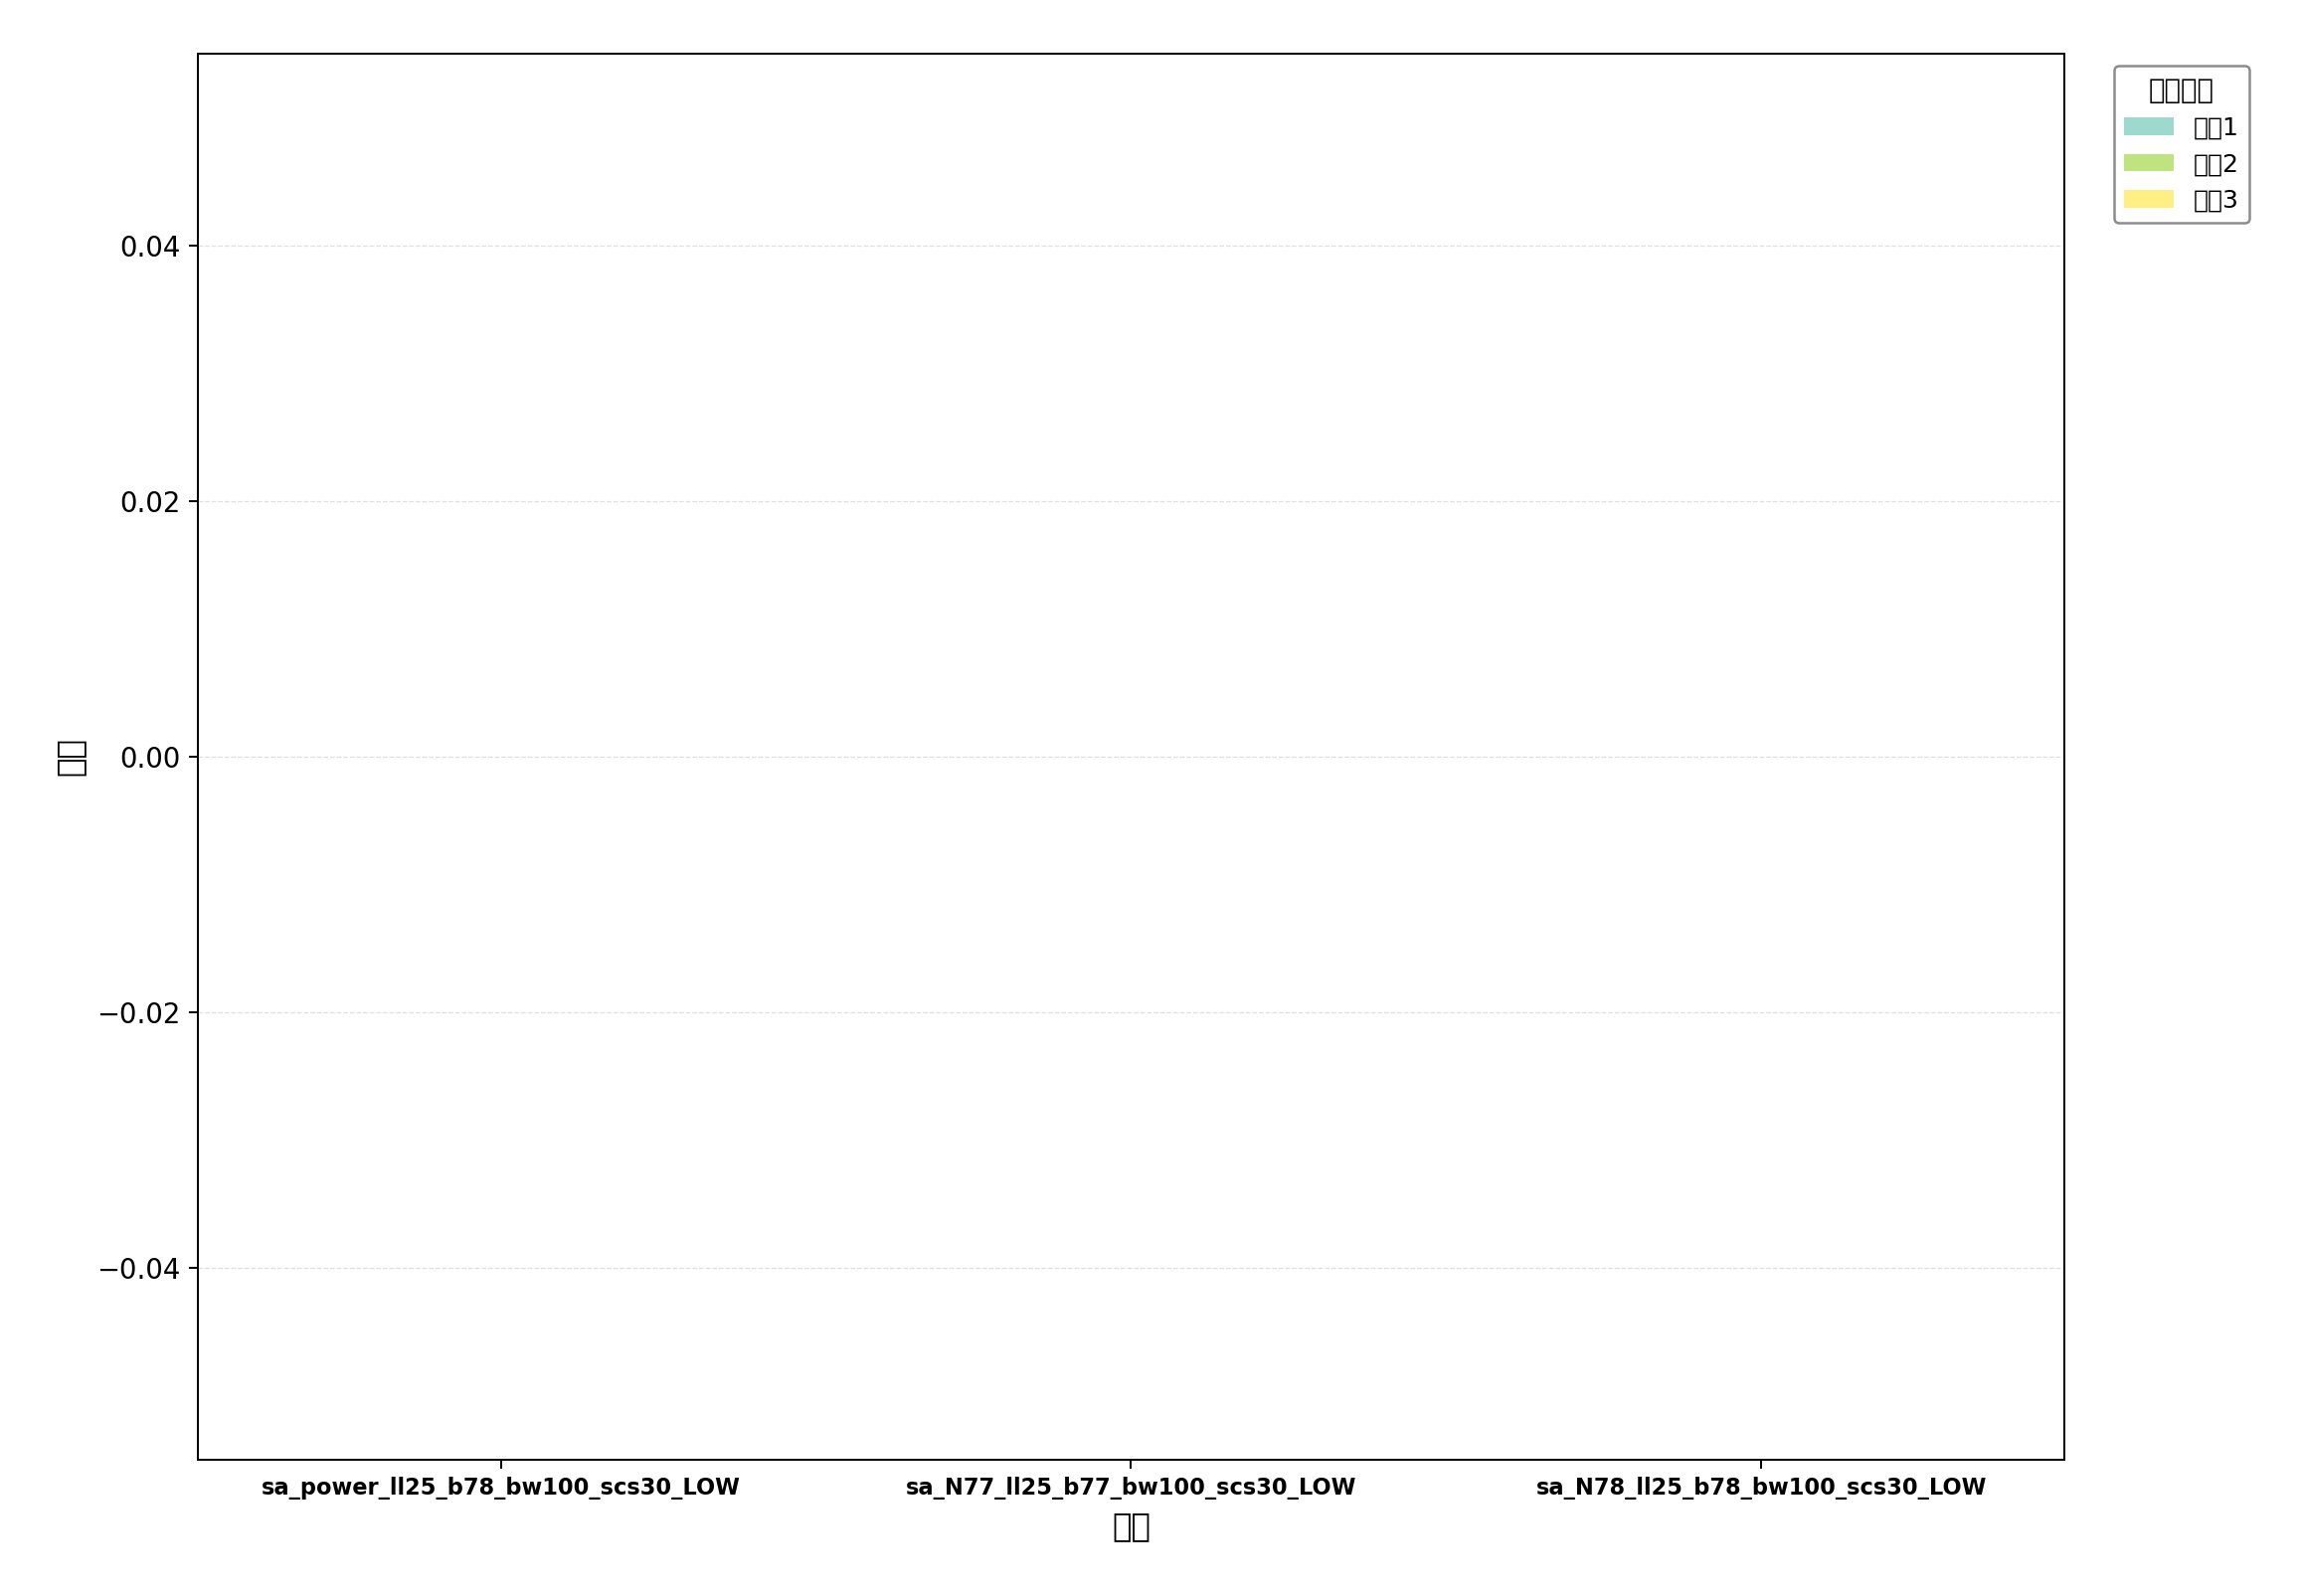 1
2
3
0.04
0.02
0.00
−0.02
−0.04
sa_power_ll25_b78_bw100_scs30_LOW
sa_N77_ll25_b77_bw100_scs30_LOW
sa_N78_ll25_b78_bw100_scs30_LOW